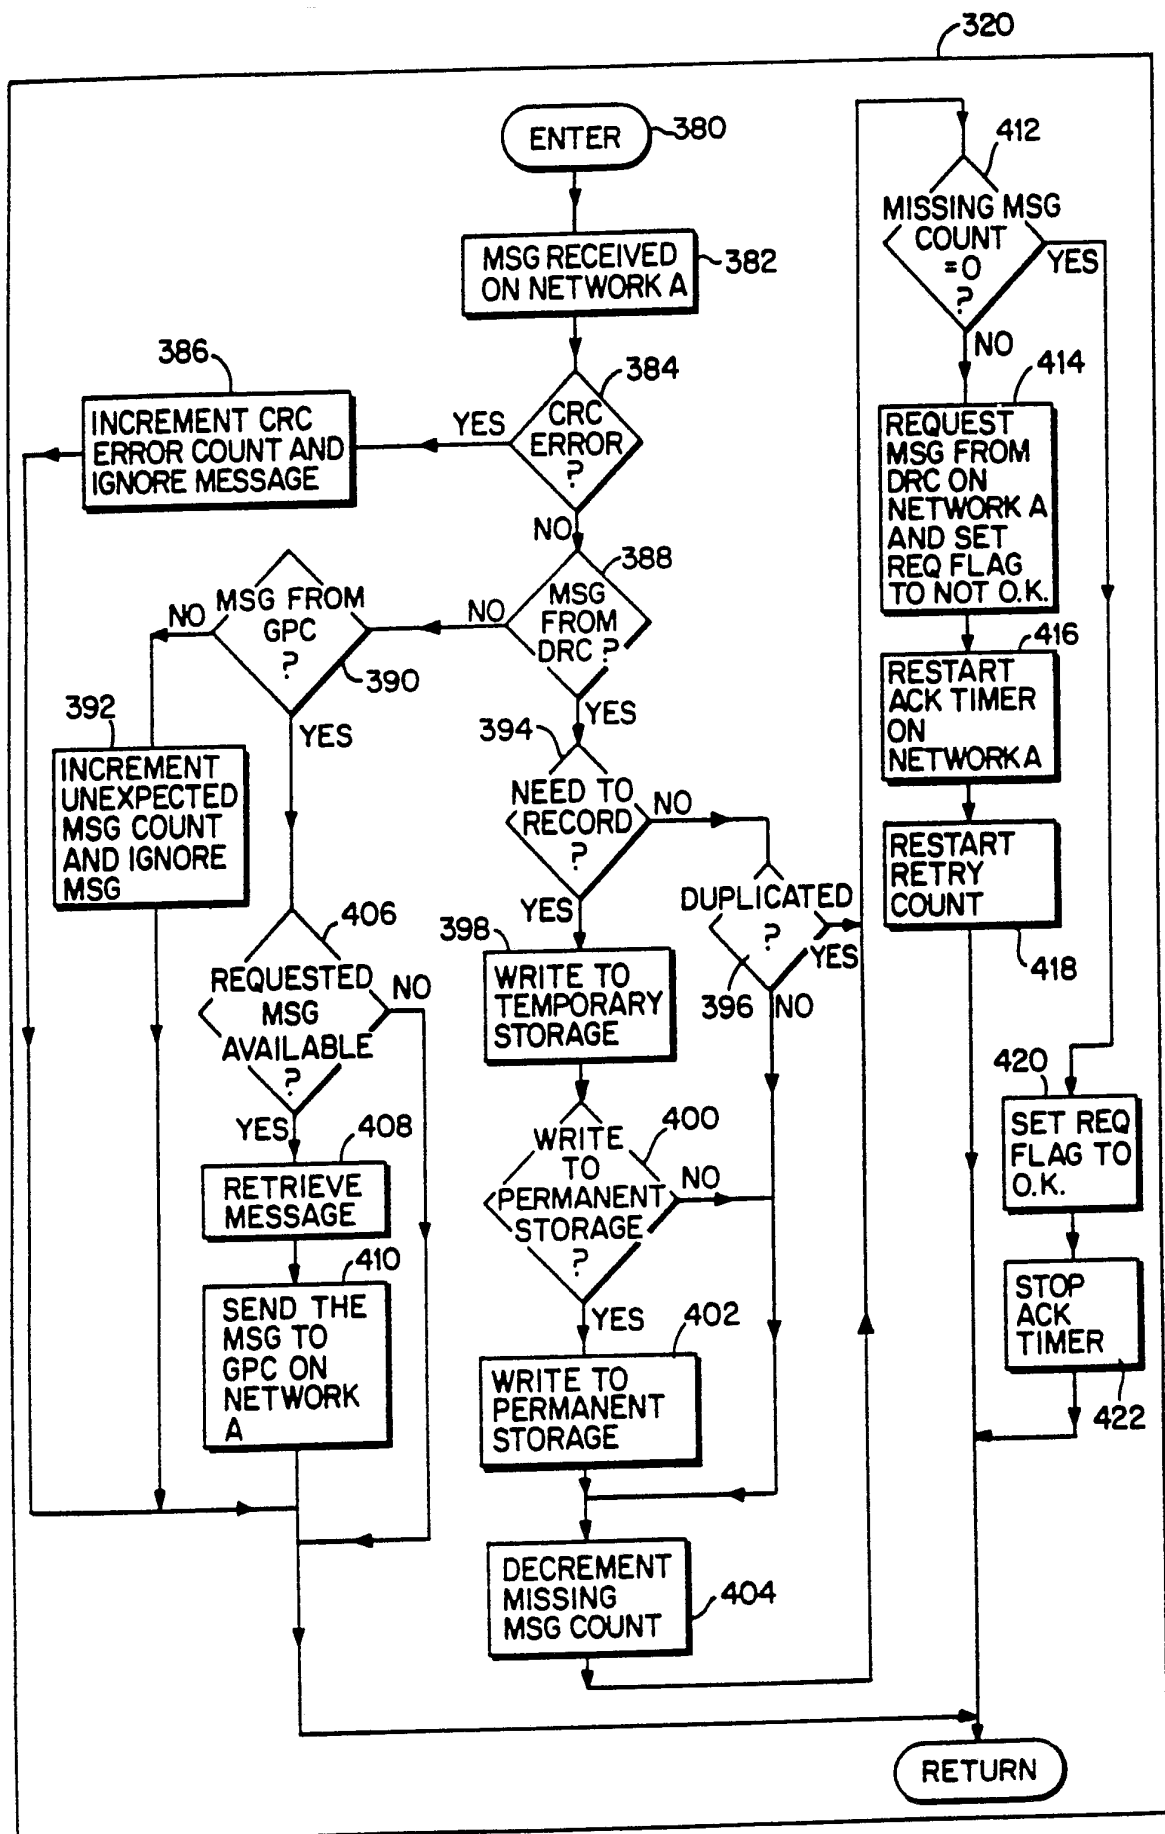 320
ENTER
380
MSG RECEIVED
ON NETWORK A
382
384
CRC
ERROR
?
YES
NO
386
INCREMENT CRC
ERROR COUNT AND
IGNORE MESSAGE
388
MSG
FROM
DRC ?
NO
YES
MSG FROM
GPC
?
390
NO
YES
392
INCREMENT
UNEXPECTED
MSG COUNT
AND IGNORE
MSG
394
NEED TO
RECORD
?
NO
YES
DUPLICATED
?
396
YES
NO
398
WRITE TO
TEMPORARY
STORAGE
400
WRITE
TO
PERMANENT
STORAGE
?
NO
YES
402
WRITE TO
PERMANENT
STORAGE
DECREMENT
MISSING
MSG COUNT
404
406
REQUESTED
MSG
AVAILABLE
?
NO
YES
408
RETRIEVE
MESSAGE
410
SEND THE
MSG TO
GPC ON
NETWORK
A
412
MISSING MSG
COUNT
=0
?
YES
NO
414
REQUEST
MSG FROM
DRC ON
NETWORK A
AND SET
REQ FLAG
TO NOT O.K.
416
RESTART
ACK TIMER
ON
NETWORK A
RESTART
RETRY
COUNT
418
420
SET REQ
FLAG TO
O.K.
STOP
ACK
TIMER
422
RETURN